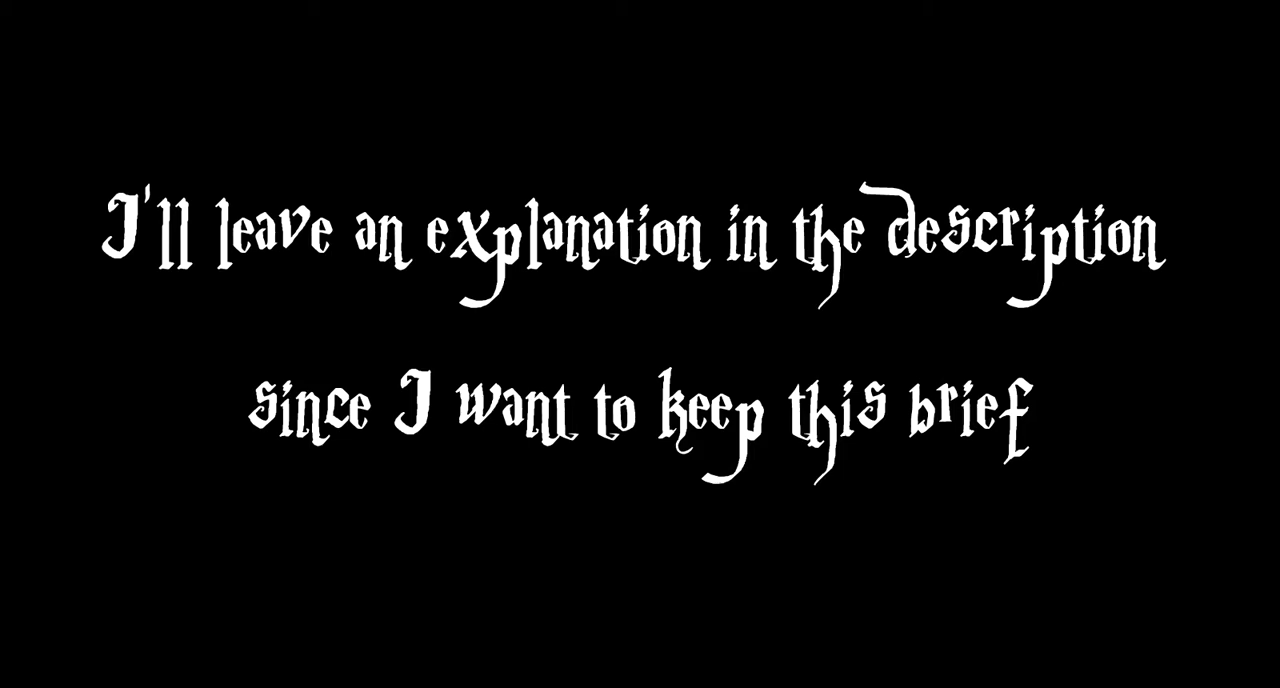 I'll leave an explanation in the description
since I want to keep this brief